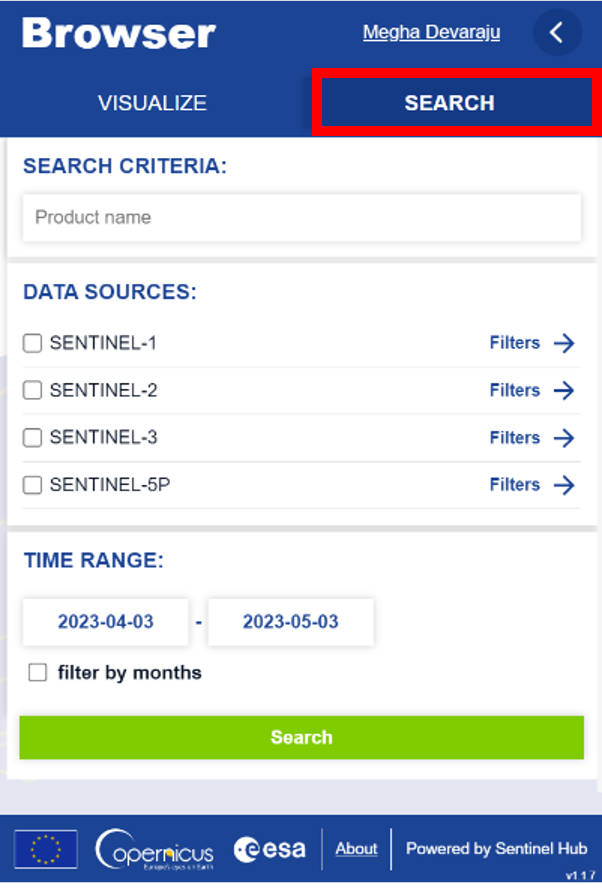 Browser
Megha Devaraju
VISUALIZE
SEARCH
SEARCH CRITERIA:
Product name
DATA SOURCES:
SENTINEL-1 Filters
SENTINEL-2 Filters
SENTINEL-3 Filters
SENTINEL-5P Filters
TIME RANGE:
2023-04-03 - 2023-05-03
filter by months
Search
opernicus
Europe's eyes on Earth
esa
About
Powered by Sentinel Hub
v1.1.7